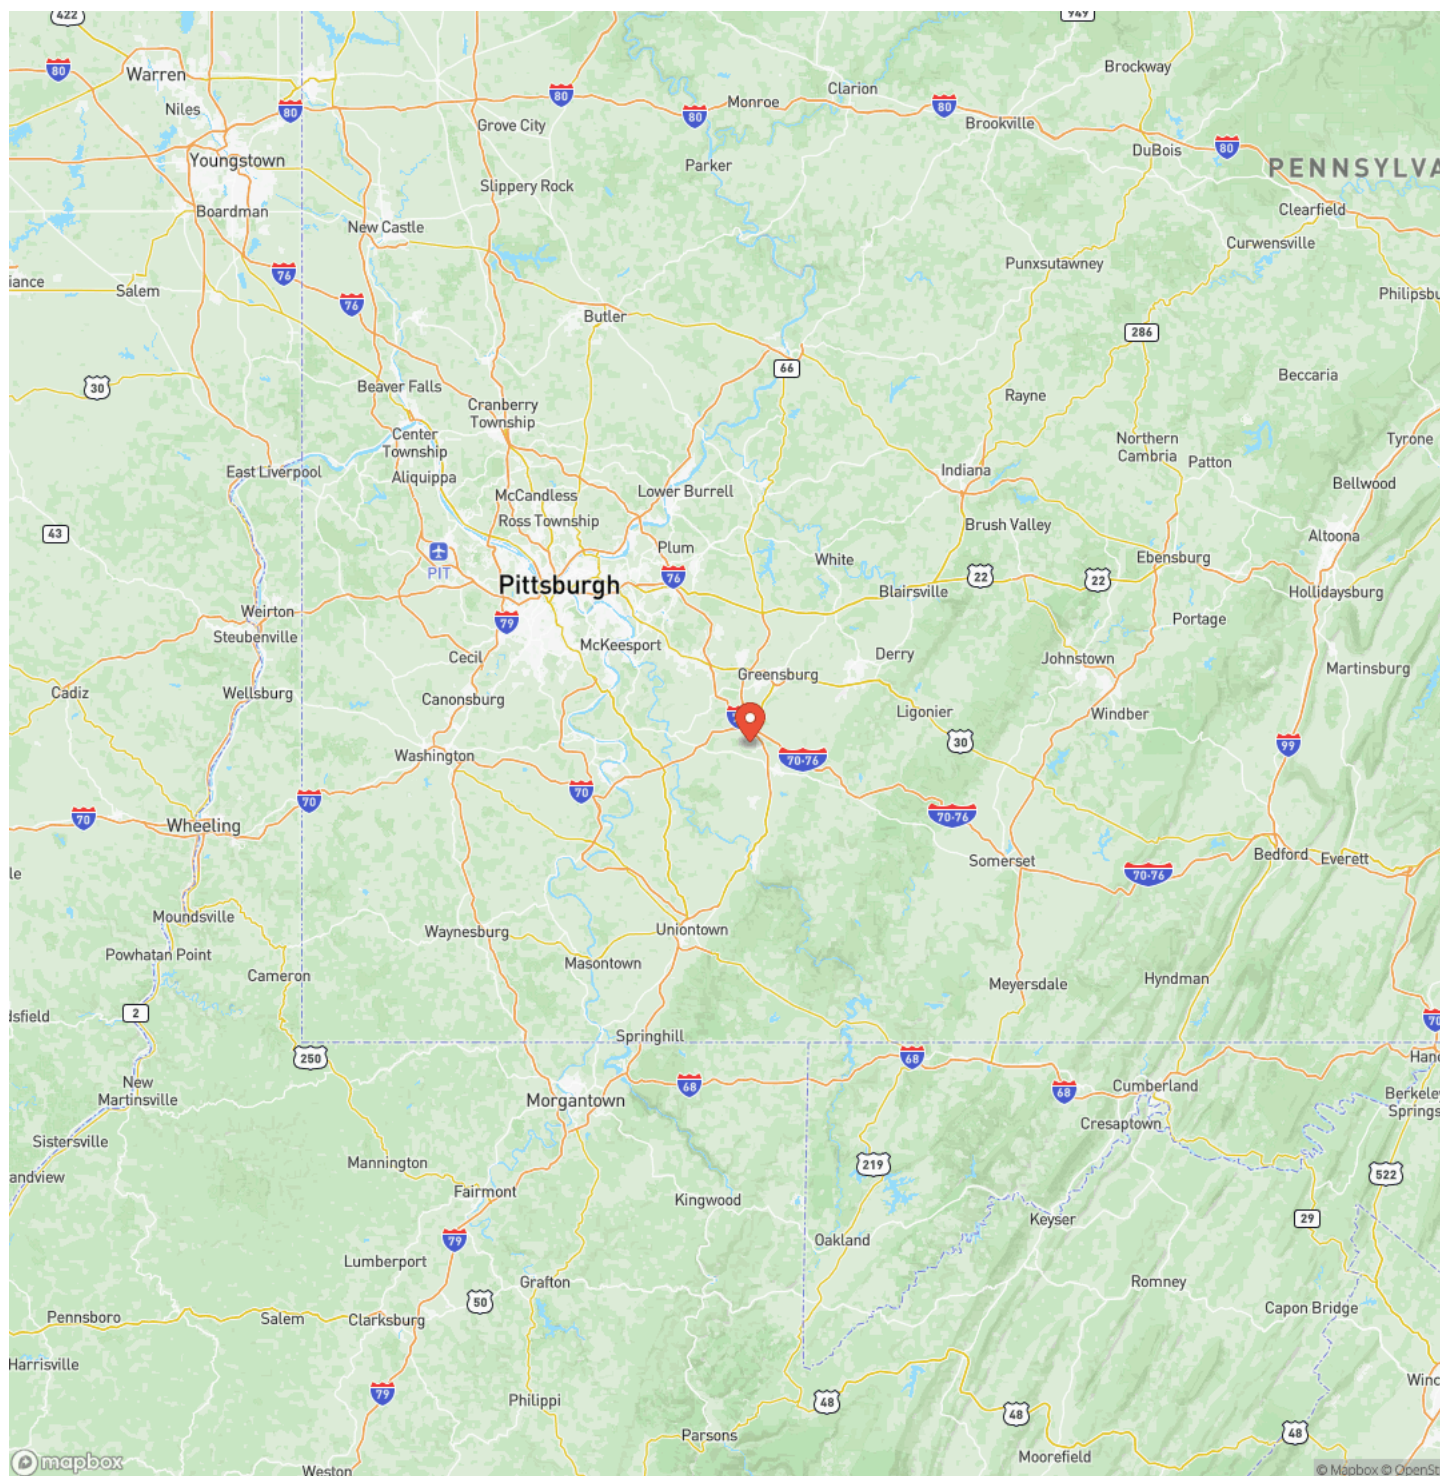 422
949
80
Warren
Brockway
Niles
80
80
Monroe
Clarion
80
80
Grove City
Brookville
Youngstown
Parker
DuBois
80
PENNSYLVA
Slippery Rock
Boardman
New Castle
Clearfield
Curwensville
76
Punxsutawney
iance
Salem
76
Philipsbu
Butler
286
66
30
Beaver Falls
Beccaria
Rayne
Cranberry
Township
Center
Township
Northern
Cambria
Tyrone
East Liverpool
Aliquippa
Indiana
Patton
Bellwood
McCandless
Lower Burrell
Ross Township
Brush Valley
43
Altoona
PIT
Plum
White
Ebensburg
Pittsburgh
76
22
22
Blairsville
Hollidaysburg
Weirton
79
Portage
Steubenville
McKeesport
Cecil
Derry
Johnstown
Greensburg
Martinsburg
Cadiz
Wellsburg
Canonsburg
Ligonier
Windber
30
99
Washington
70-76
70
70
70
Wheeling
70-76
Somerset
Bedford
Everett
70-76
le
Moundsville
Waynesburg
Uniontown
Powhatan Point
Cameron
Masontown
Meyersdale
Hyndman
dsfield
2
70
Springhill
250
68
Hanc
New
Martinsville
68
68
Cumberland
Berkeley
Springs
Morgantown
Cresaptown
Sistersville
Mannington
219
522
andview
Fairmont
Kingwood
Keyser
29
79
Oakland
Lumberport
Grafton
Romney
50
Pennsboro
Salem
Clarksburg
Capon Bridge
Harrisville
79
Philippi
Winc
48
48
48
Parsons
Moorefield
mapbox
Weston
© Mapbox © OpenSt